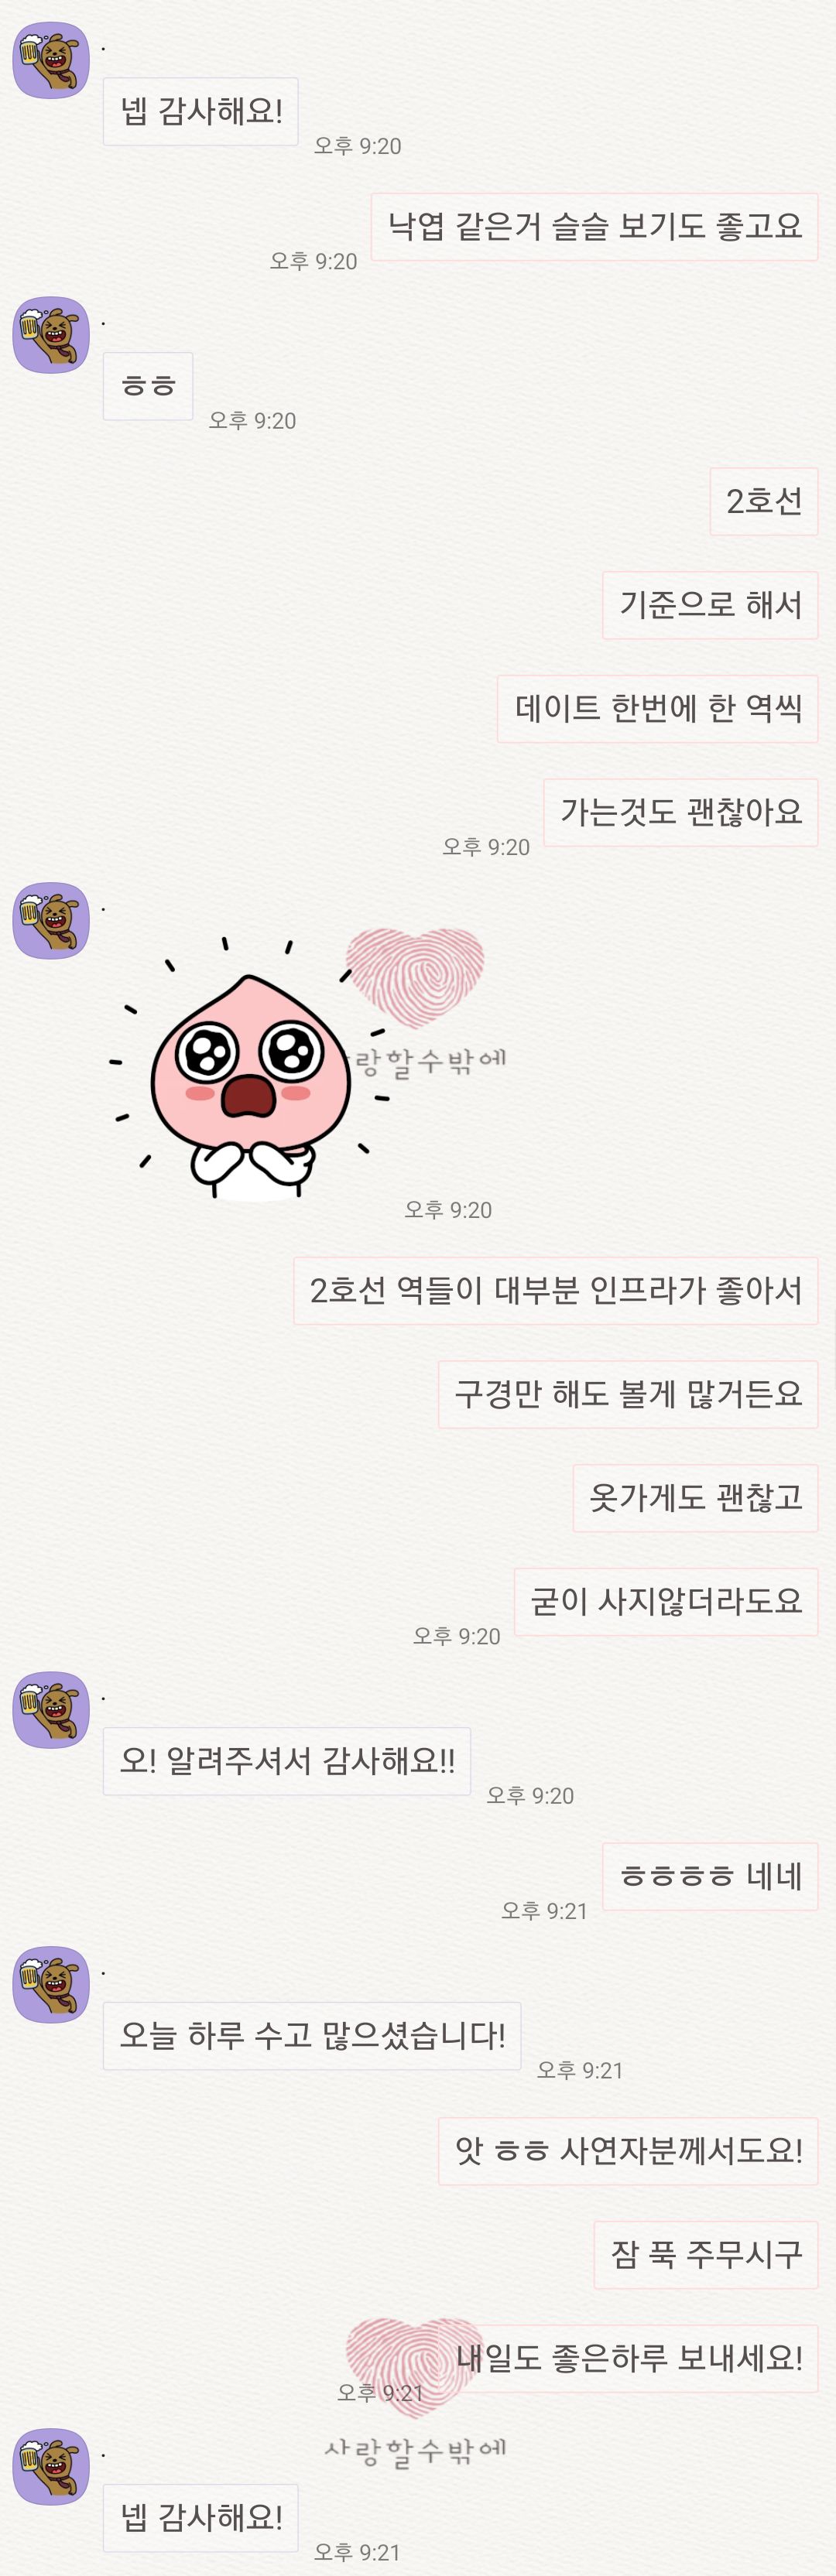 .
넵 감사해요!
오후 9:20
낙엽 같은거 슬슬 보기도 좋고요
오후 9:20
.
ㅎㅎ
오후 9:20
2호선
기준으로 해서
데이트 한번에 한 역씩
가는것도 괜찮아요
오후 9:20
.
랑할수밖에
오후 9:20
2호선 역들이 대부분 인프라가 좋아서
구경만 해도 볼게 많거든요
옷가게도 괜찮고
굳이 사지않더라도요
오후 9:20
.
오! 알려주셔서 감사해요!!
오후 9:20
ㅎㅎㅎㅎ 네네
오후 9:21
.
오늘 하루 수고 많으셨습니다!
오후 9:21
앗 ㅎㅎ 사연자분께서도요!
잠 푹 주무시구
내일도 좋은하루 보내세요!
오후 9:21
사랑할수밖에
.
넵 감사해요!
오후 9:21